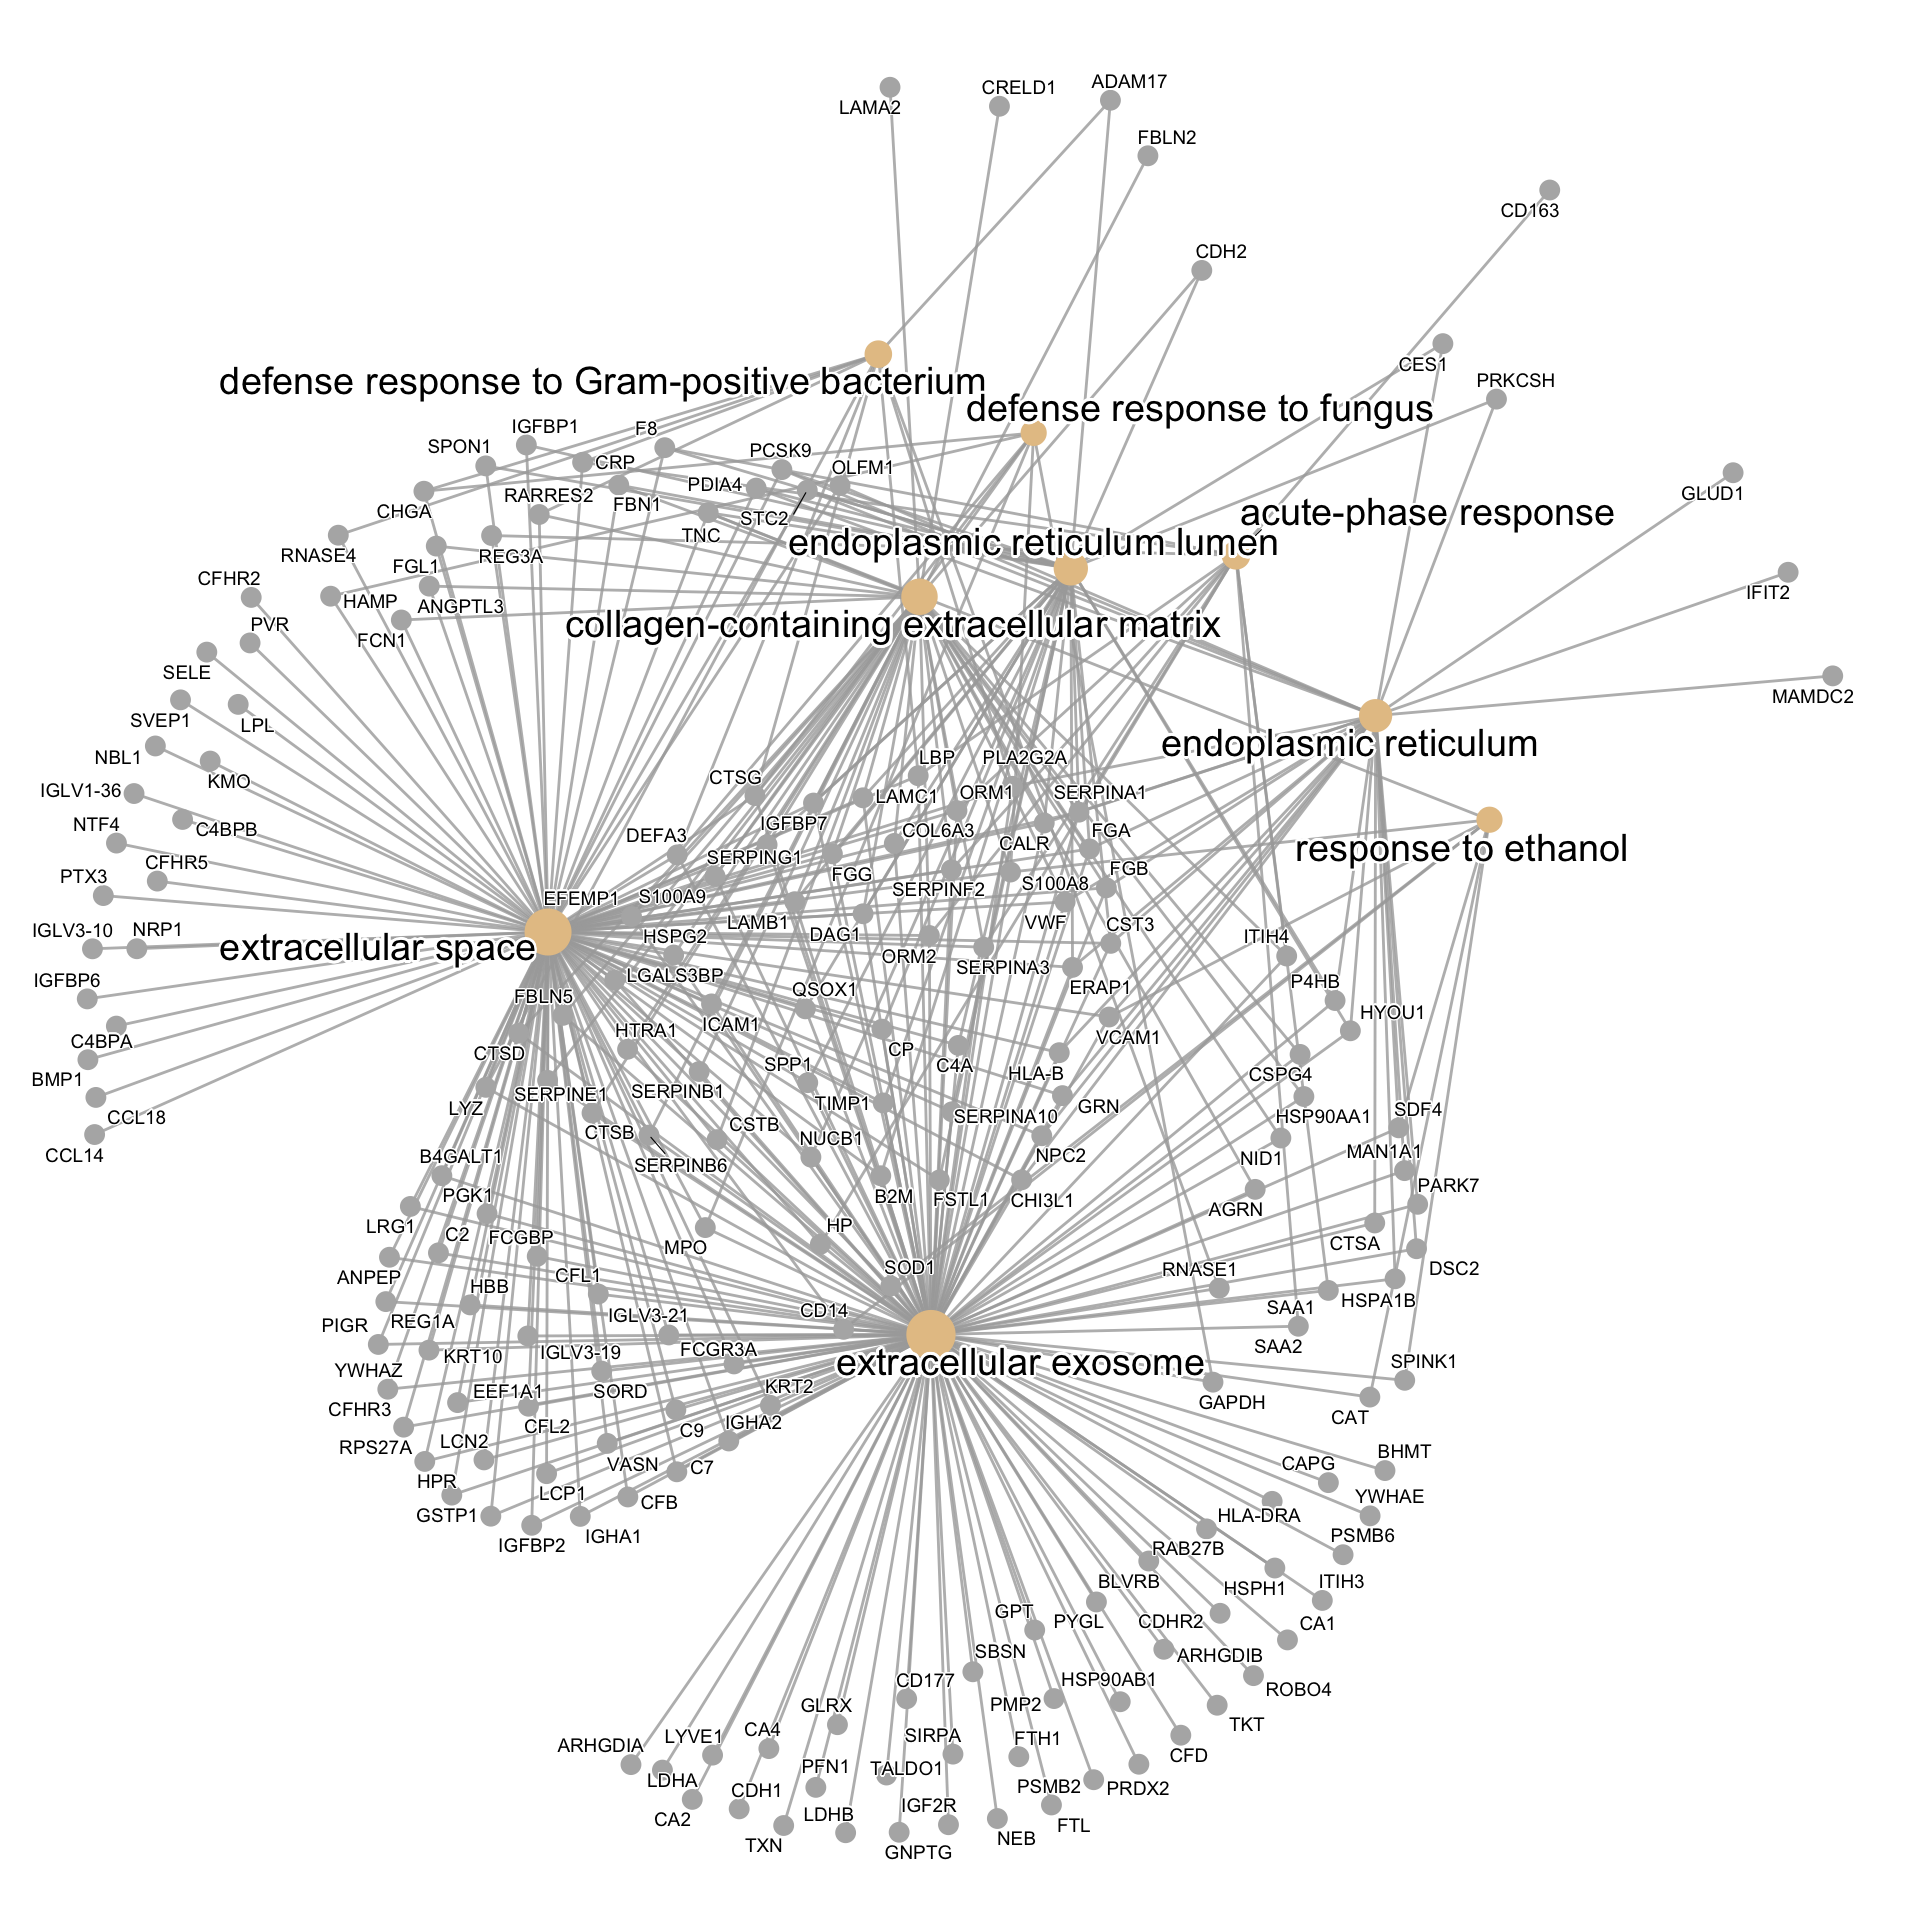 LAMA2
CRELD1
ADAM17
FBLN2
CD163
CDH2
CES1
PRKCSH
defense response to Gram-positive bacterium
defense response to fungus
IGFBP1
F8
SPON1
CRP
PCSK9
OLFM1
PDIA4
RARRES2
FBN1
STC2
GLUD1
CHGA
TNC
acute-phase response
endoplasmic reticulum lumen
RNASE4
REG3A
FGL1
CFHR2
HAMP
ANGPTL3
IFIT2
PVR
FCN1
collagen-containing extracellular matrix
SELE
MAMDC2
SVEP1
LPL
endoplasmic reticulum
NBL1
KMO
CTSG
LBP
PLA2G2A
IGLV1-36
LAMC1
ORM1
SERPINA1
NTF4
C4BPB
DEFA3
IGFBP7
COL6A3
CALR
FGA
response to ethanol
CFHR5
SERPING1
FGG
SERPINF2
S100A8
FGB
PTX3
EFEMP1
S100A9
LAMB1
DAG1
VWF
CST3
IGLV3-10
NRP1
extracellular space
HSPG2
ORM2
SERPINA3
ITIH4
IGFBP6
LGALS3BP
QSOX1
ERAP1
P4HB
FBLN5
HTRA1
ICAM1
VCAM1
HYOU1
C4BPA
CTSD
CP
C4A
HLA-B
CSPG4
BMP1
SERPINE1
SERPINB1
SPP1
TIMP1
SERPINA10
GRN
HSP90AA1
SDF4
CCL18
LYZ
CTSB
CSTB
NUCB1
NPC2
NID1
MAN1A1
CCL14
B4GALT1
SERPINB6
PGK1
B2M
FSTL1
CHI3L1
AGRN
PARK7
LRG1
C2
FCGBP
MPO
HP
CTSA
ANPEP
HBB
CFL1
SOD1
RNASE1
DSC2
PIGR
REG1A
IGLV3-21
CD14
SAA1
HSPA1B
YWHAZ
KRT10
IGLV3-19
FCGR3A
extracellular exosome
SAA2
SPINK1
CFHR3
EEF1A1
SORD
KRT2
GAPDH
CAT
RPS27A
LCN2
CFL2
C9
IGHA2
HPR
VASN
C7
CAPG
BHMT
GSTP1
LCP1
CFB
YWHAE
IGFBP2
IGHA1
HLA-DRA
PSMB6
RAB27B
BLVRB
HSPH1
ITIH3
GPT
PYGL
CDHR2
CA1
SBSN
ARHGDIB
CD177
HSP90AB1
ROBO4
GLRX
PMP2
TKT
ARHGDIA
LYVE1
CA4
SIRPA
FTH1
CFD
LDHA
CDH1
PFN1
TALDO1
PSMB2
PRDX2
CA2
LDHB
IGF2R
FTL
TXN
GNPTG
NEB